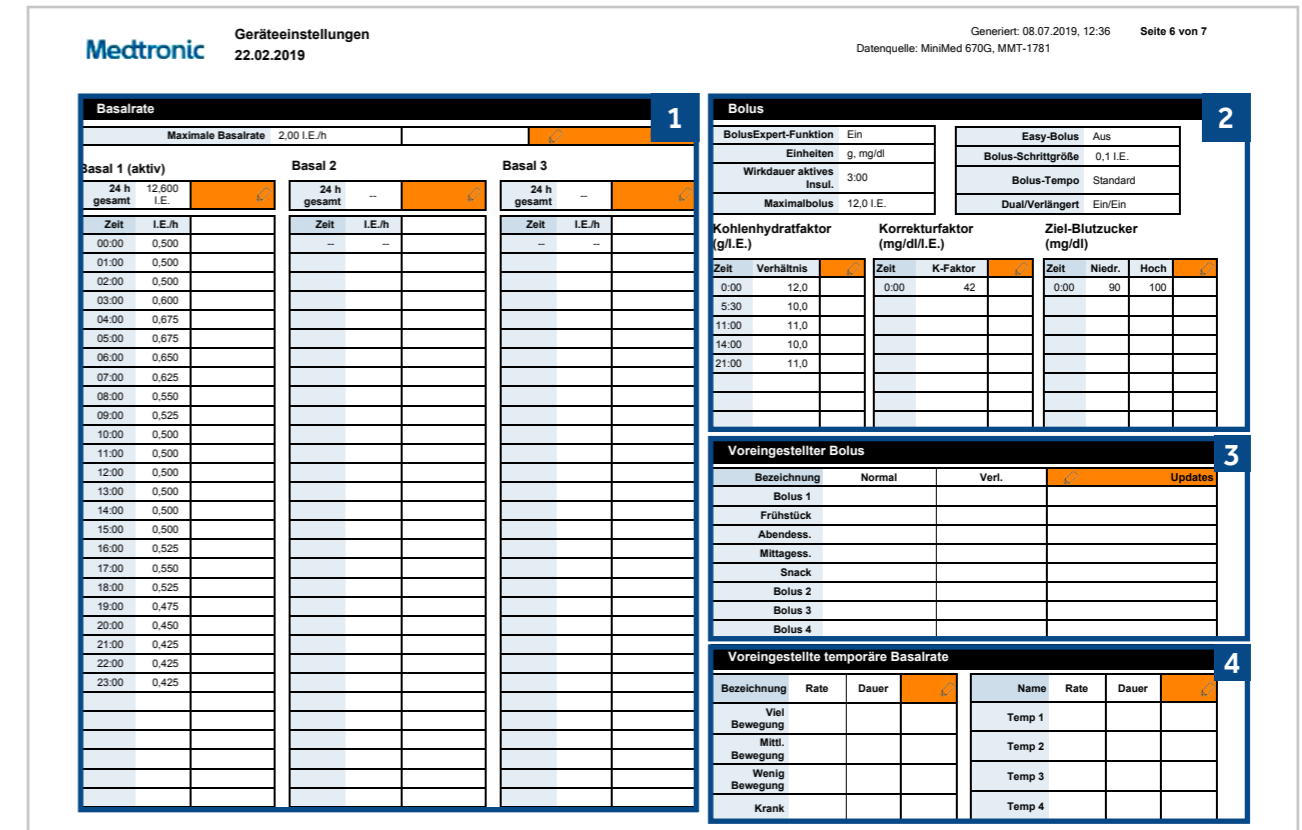 Medtronic
Geräteeinstellungen
22.02.2019
Generiert: 08.07.2019, 12:36 Seite 6 von 7
Datenquelle: MiniMed 670G, MMT-1781
Basalrate
1
Maximale Basalrate 2,00 I.E./h
Basal 1 (aktiv) Basal 2 Basal 3
24 h gesamt 12,600 I.E. 24 h gesamt -- 24 h gesamt --
Zeit I.E./h Zeit I.E./h Zeit I.E./h
00:00 0,500 -- -- -- --
01:00 0,500
02:00 0,500
03:00 0,600
04:00 0,675
05:00 0,675
06:00 0,650
07:00 0,625
08:00 0,550
09:00 0,525
10:00 0,500
11:00 0,500
12:00 0,500
13:00 0,500
14:00 0,500
15:00 0,500
16:00 0,525
17:00 0,550
18:00 0,525
19:00 0,475
20:00 0,450
21:00 0,425
22:00 0,425
23:00 0,425
Bolus
2
BolusExpert-Funktion Ein
Einheiten g, mg/dl
Wirkdauer aktives Insul. 3:00
Maximalbolus 12,0 I.E.
Easy-Bolus Aus
Bolus-Schrittgröße 0,1 I.E.
Bolus-Tempo Standard
Dual/Verlängert Ein/Ein
Kohlenhydratfaktor
(g/I.E.)
Zeit Verhältnis
0:00 12,0
5:30 10,0
11:00 11,0
14:00 10,0
21:00 11,0
Korrekturfaktor
(mg/dl/I.E.)
Zeit K-Faktor
0:00 42
Ziel-Blutzucker
(mg/dl)
Zeit Niedr. Hoch
0:00 90 100
Voreingestellter Bolus
3
Bezeichnung Normal Verl. Updates
Bolus 1
Frühstück
Abendess.
Mittagess.
Snack
Bolus 2
Bolus 3
Bolus 4
Voreingestellte temporäre Basalrate
4
Bezeichnung Rate Dauer
Viel
Bewegung
Mittl.
Bewegung
Wenig
Bewegung
Krank
Name Rate Dauer
Temp 1
Temp 2
Temp 3
Temp 4